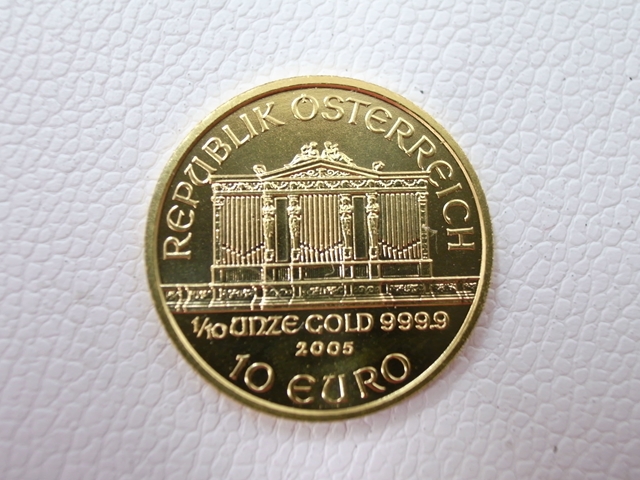 REPUBLIK ÖSTERREICH
1/10 UNZE GOLD 999.9
2005
10 EURO